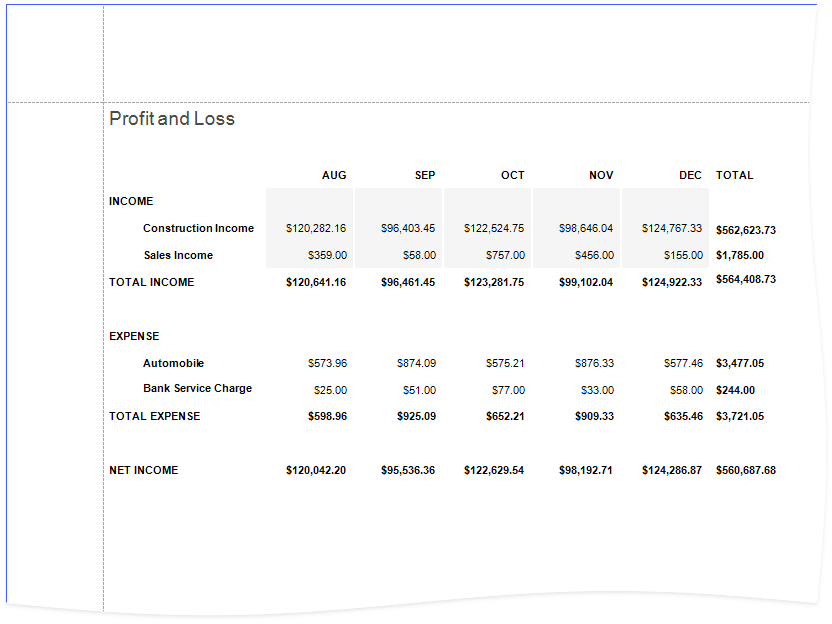 Profit and Loss
AUG SEP OCT NOV DEC TOTAL
INCOME
Construction Income $120,282.16 $96,403.45 $122,524.75 $98,646.04 $124,767.33 $562,623.73
Sales Income $359.00 $58.00 $757.00 $456.00 $155.00 $1,785.00
TOTAL INCOME $120,641.16 $96,461.45 $123,281.75 $99,102.04 $124,922.33 $564,408.73
EXPENSE
Automobile $573.96 $874.09 $575.21 $876.33 $577.46 $3,477.05
Bank Service Charge $25.00 $51.00 $77.00 $33.00 $58.00 $244.00
TOTAL EXPENSE $598.96 $925.09 $652.21 $909.33 $635.46 $3,721.05
NET INCOME $120,042.20 $95,536.36 $122,629.54 $98,192.71 $124,286.87 $560,687.68